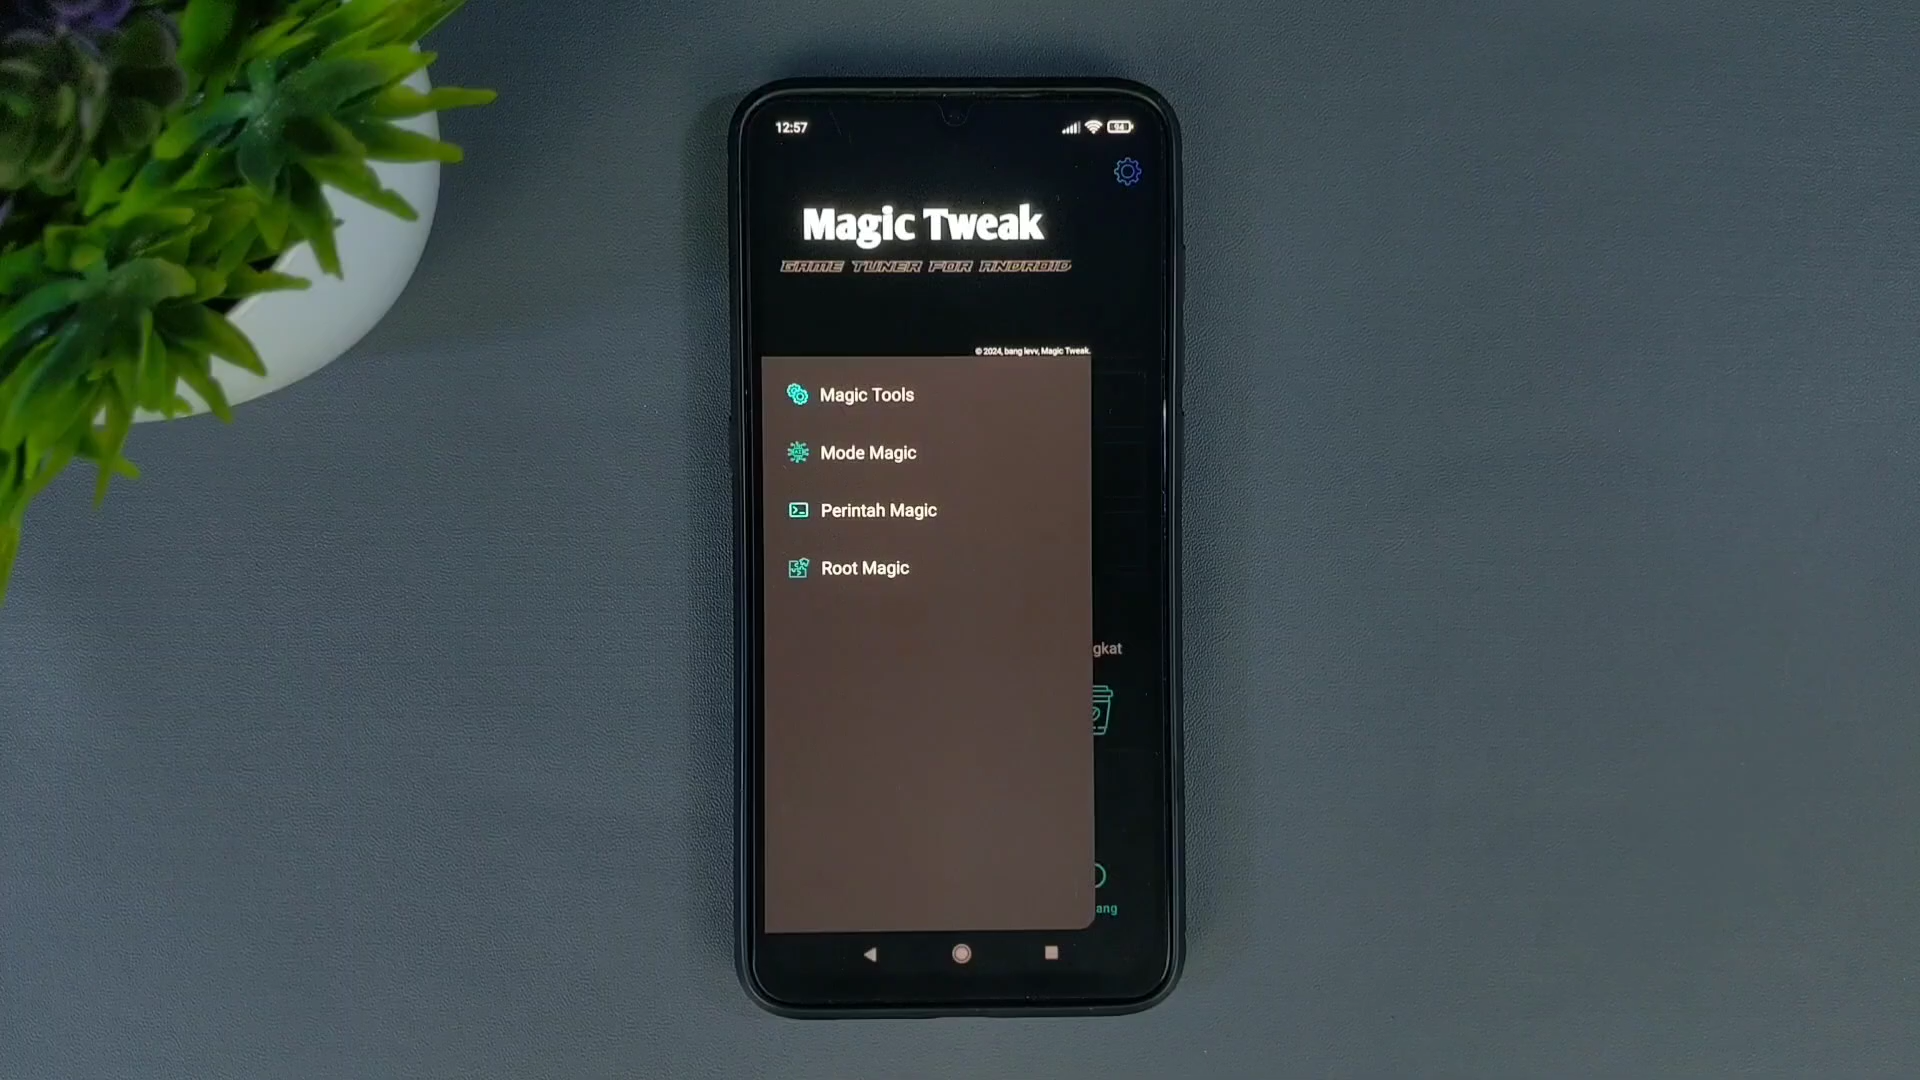 12:57
94
Magic Tweak
GAME TUNER FOR ANDROID
© 2024, bang levv, Magic Tweak.
Magic Tools
Mode Magic
Perintah Magic
Root Magic
gkat
ang